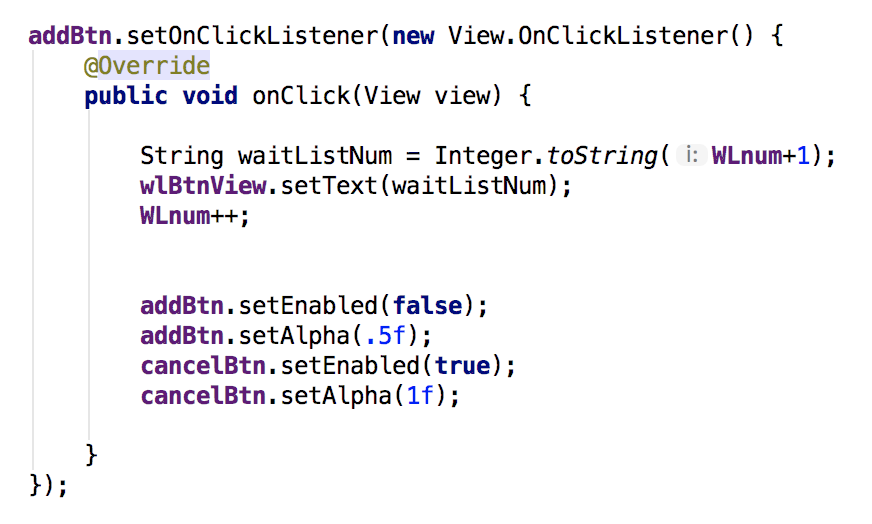 addBtn.setOnClickListener(new View.OnClickListener() {
@Override
public void onClick(View view) {
String waitListNum = Integer.toString( i: WLnum+1);
wlBtnView.setText(waitListNum);
WLnum++;
addBtn.setEnabled(false);
addBtn.setAlpha(.5f);
cancelBtn.setEnabled(true);
cancelBtn.setAlpha(1f);
}
});